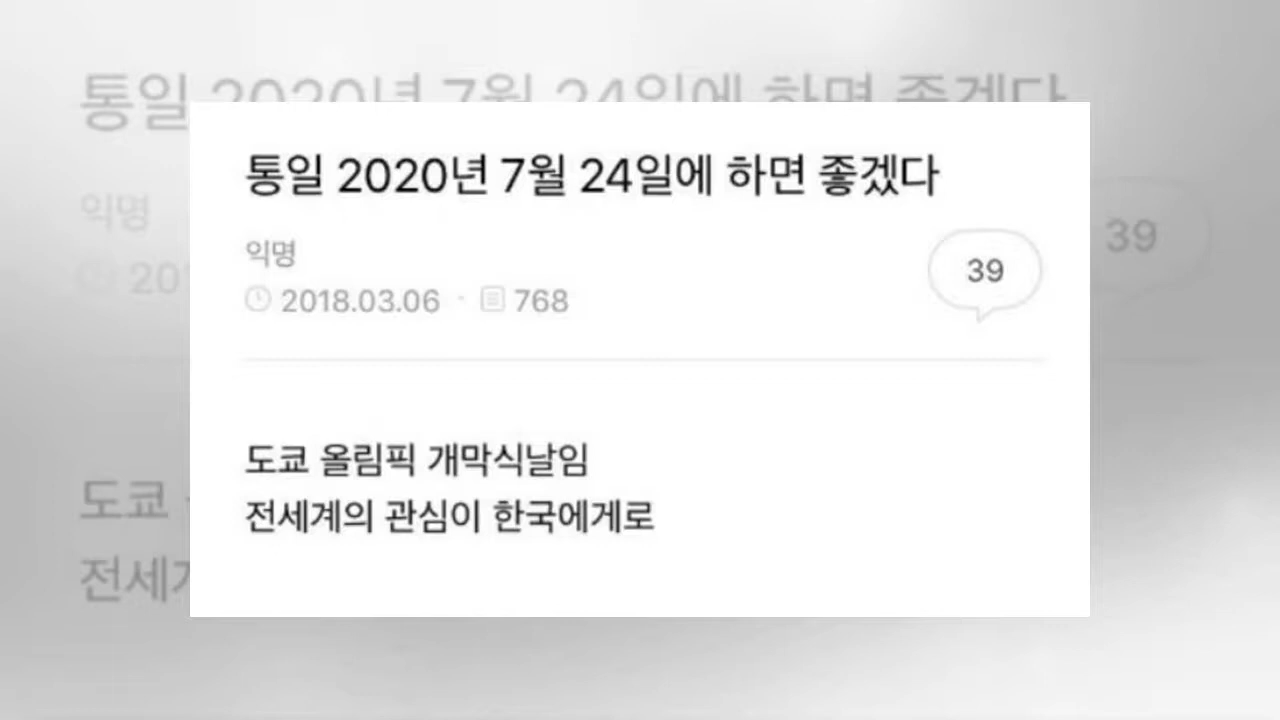 통일 2020년 7월 24일에 하면 좋겠다
익명
2018.03.06 · 768
39
도쿄 올림픽 개막식날임
전세계의 관심이 한국에게로